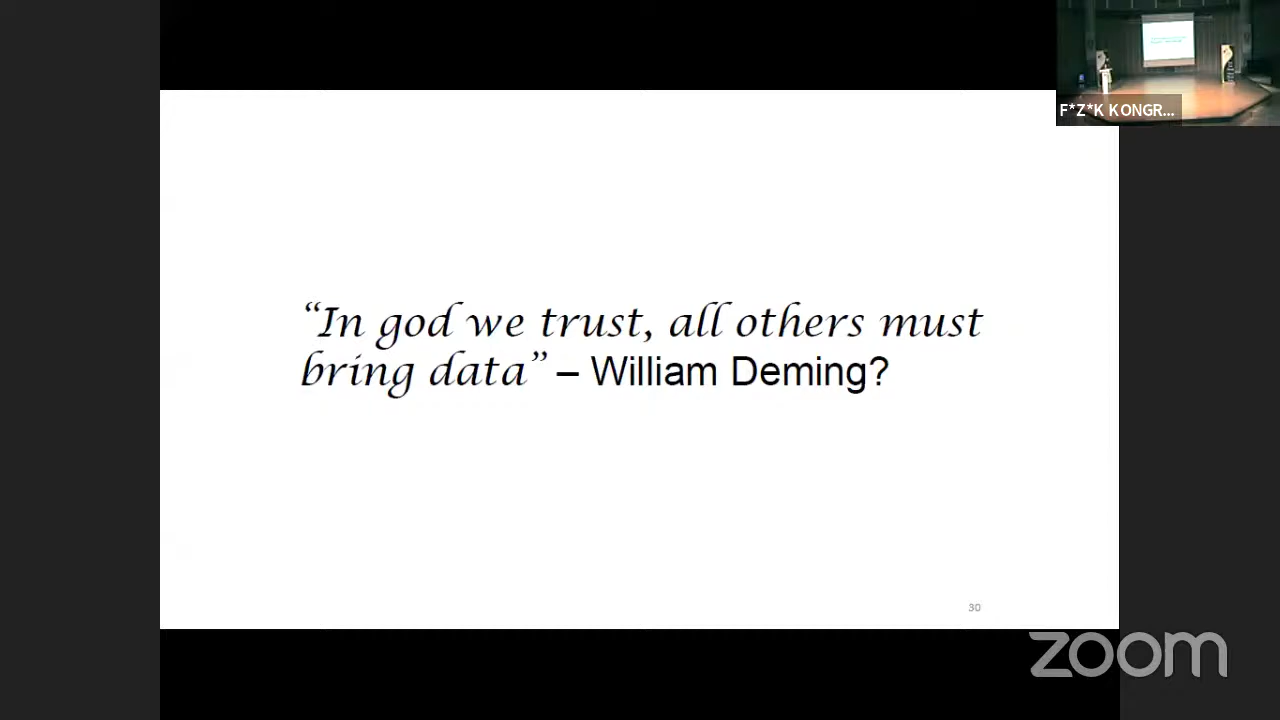 F*Z*K KONGR...
“In god we trust, all others must
bring data” – William Deming?
30
zoom